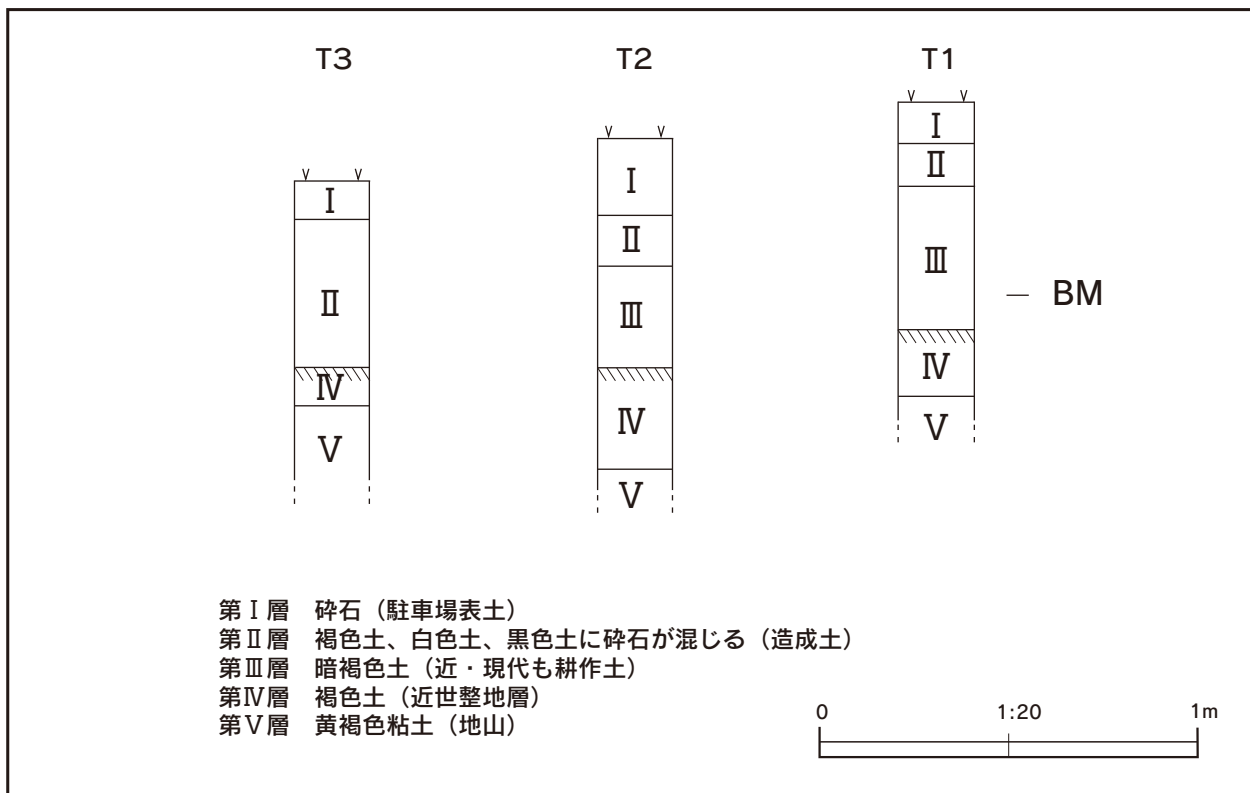 T3
T2
T1
Ⅰ
Ⅱ
Ⅳ
Ⅴ
Ⅰ
Ⅱ
Ⅲ
Ⅳ
Ⅴ
Ⅰ
Ⅱ
Ⅲ
Ⅳ
Ⅴ
BM
第Ⅰ層　砕石（駐車場表土）
第Ⅱ層　褐色土、白色土、黒色土に砕石が混じる（造成土）
第Ⅲ層　暗褐色土（近・現代も耕作土）
第Ⅳ層　褐色土（近世整地層）
第Ⅴ層　黄褐色粘土（地山）
0　1:20　1m